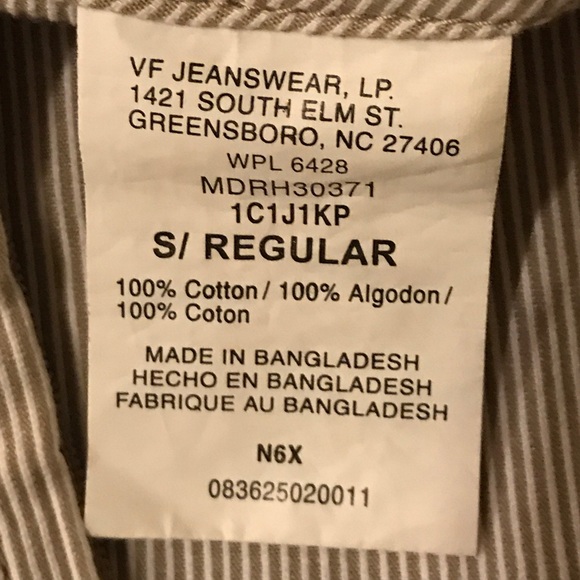 VF JEANSWEAR, LP.
1421 SOUTH ELM ST.
GREENSBORO, NC 27406
WPL 6428
MDRH30371
1C1J1KP
S/ REGULAR
100% Cotton / 100% Algodon /
100% Coton
MADE IN BANGLADESH
HECHO EN BANGLADESH
FABRIQUE AU BANGLADESH
N6X
083625020011